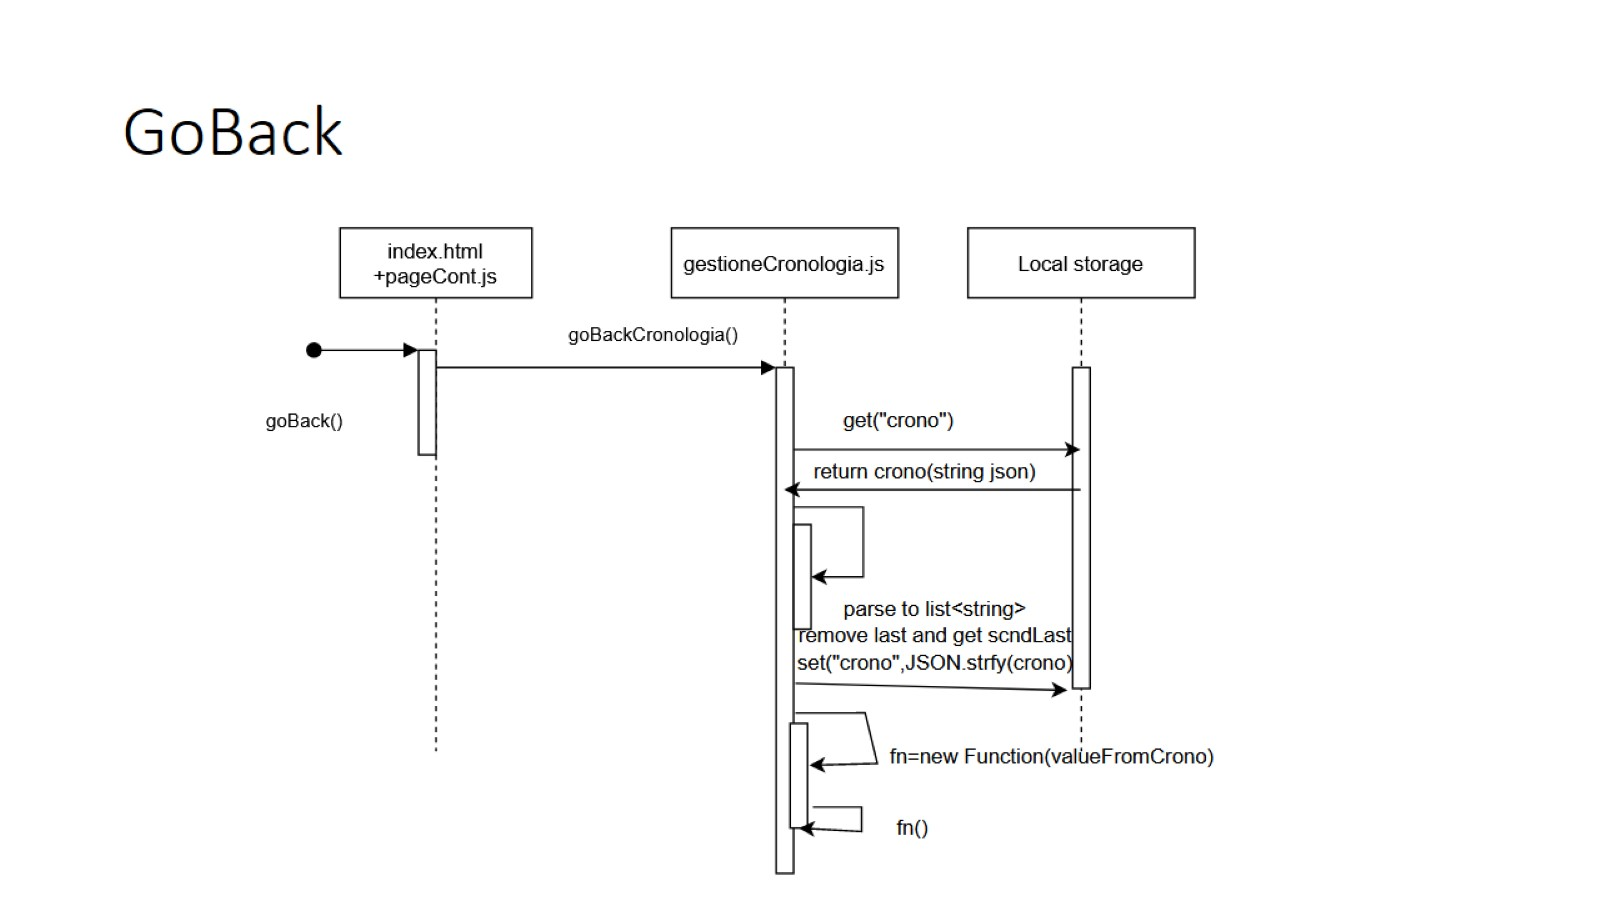 GoBack
index.html
+pageCont.js
gestioneCronologia.js
Local storage
goBackCronologia()
goBack()
get("crono")
return crono(string json)
parse to list<string>
remove last and get scndLast
set("crono",JSON.strfy(crono)
fn=new Function(valueFromCrono)
fn()